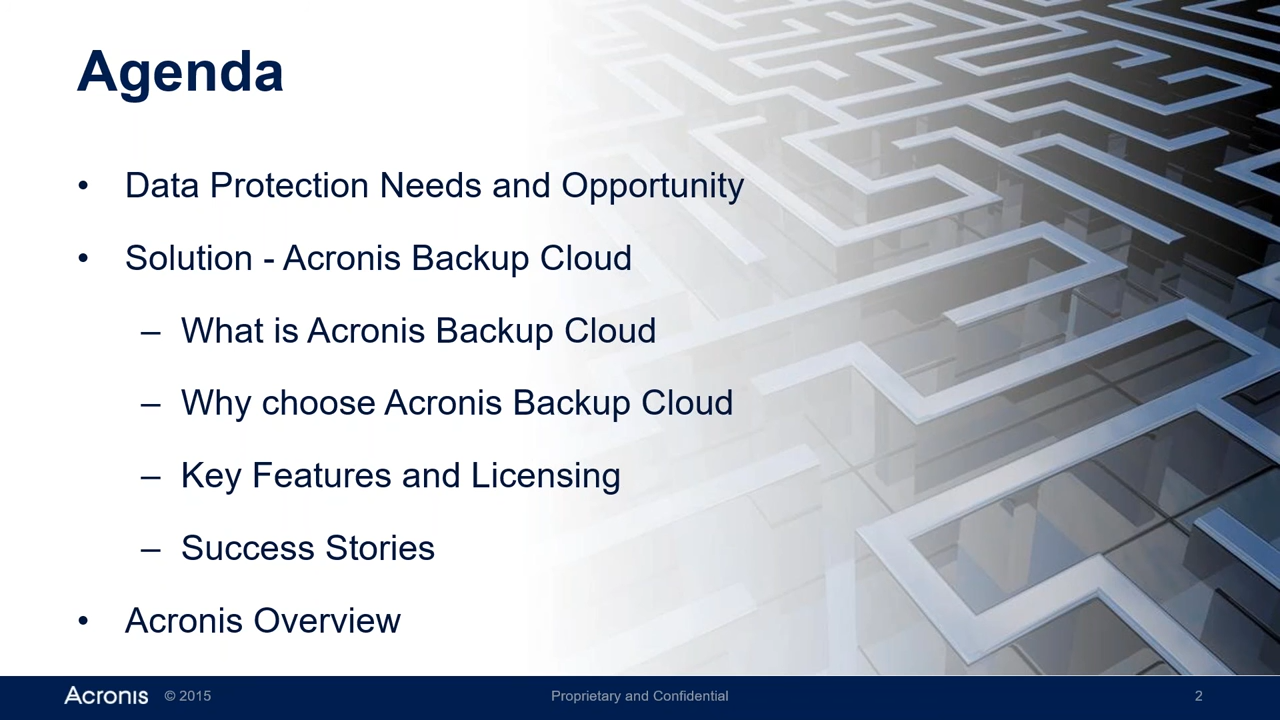 Agenda
• Data Protection Needs and Opportunity
• Solution - Acronis Backup Cloud
– What is Acronis Backup Cloud
– Why choose Acronis Backup Cloud
– Key Features and Licensing
– Success Stories
• Acronis Overview
Acronis © 2015 Proprietary and Confidential 2